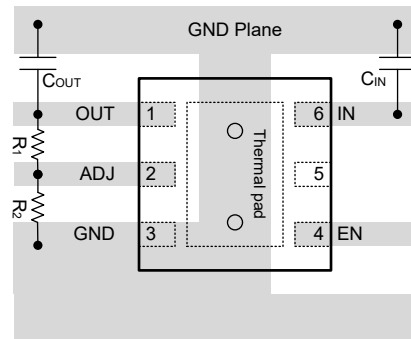 GND Plane
COUT
CIN
OUT 1
6 IN
R1
ADJ 2
5
R2
GND 3
4 EN
Thermal pad